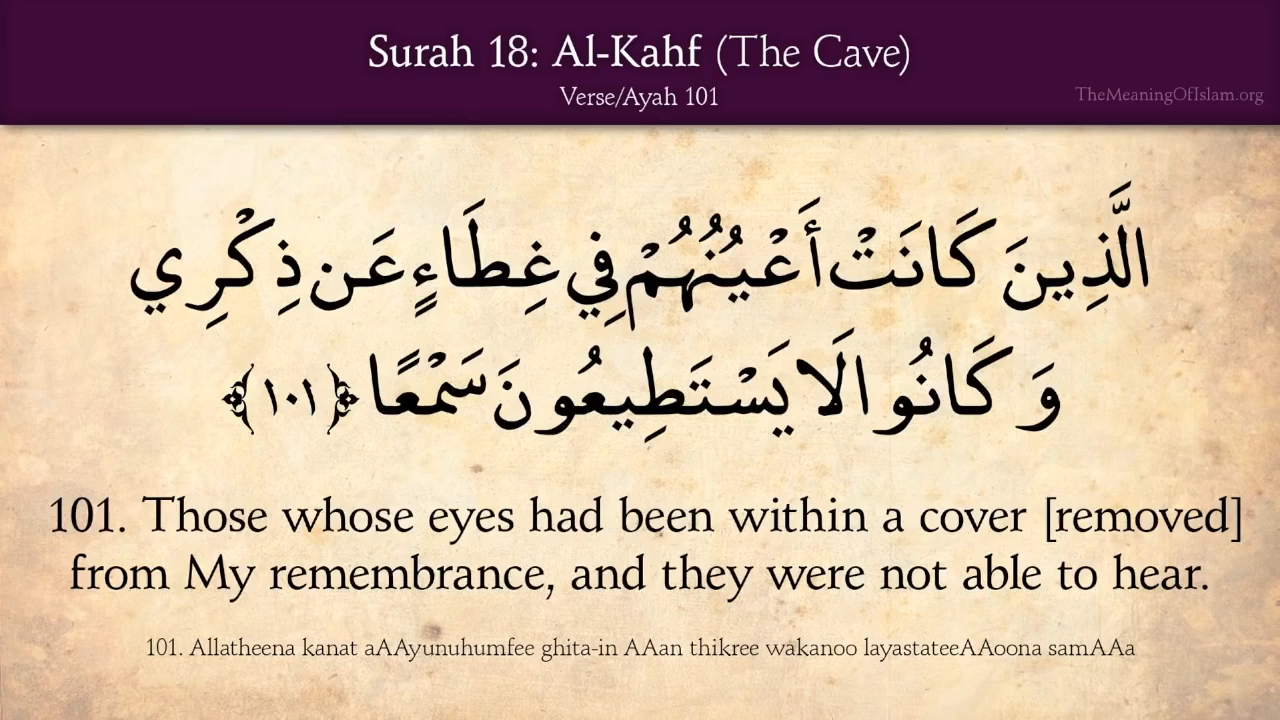 Surah 18: Al-Kahf (The Cave)
Verse/Ayah 101
TheMeaningOfIslam.org
الَّذِينَ كَانَتْ أَعْيُنُهُمْ فِي غِطَاءٍ عَن ذِكْرِي
وَكَانُوا لَا يَسْتَطِيعُونَ سَمْعًا ﴿١٠١﴾
101. Those whose eyes had been within a cover [removed]
from My remembrance, and they were not able to hear.
101. Allatheena kanat aAAyunuhumfee ghita-in AAan thikree wakanoo layastateeAAoona samAAa